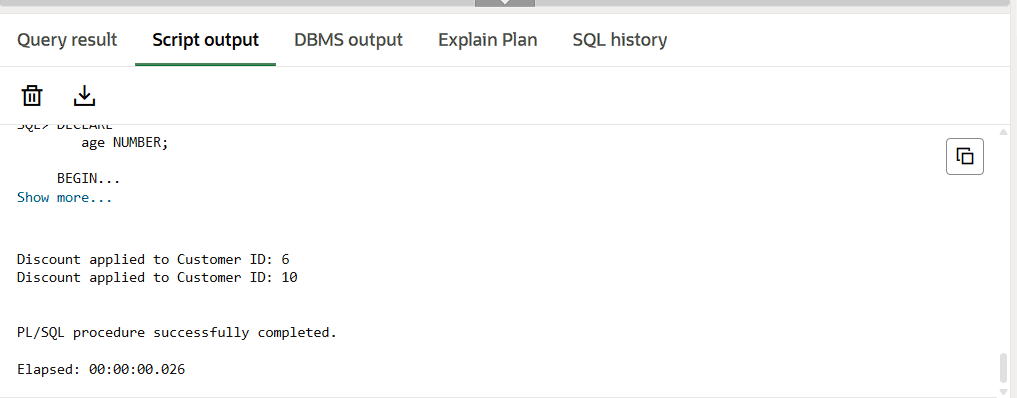 Query result Script output DBMS output Explain Plan SQL history
SQL> DECLARE
age NUMBER;
BEGIN...
Show more...
Discount applied to Customer ID: 6
Discount applied to Customer ID: 10
PL/SQL procedure successfully completed.
Elapsed: 00:00:00.026